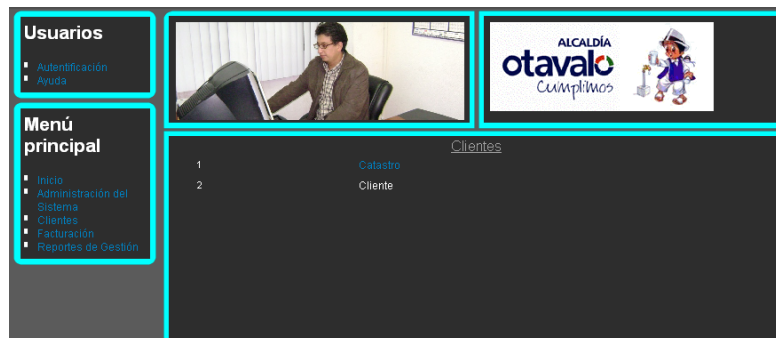 Usuarios
Autentificación
Ayuda
Menú
principal
Inicio
Administración del
Sistema
Clientes
Facturación
Reportes de Gestión
ALCALDÍA
otavalo
Cumplimos
Clientes
1 Catastro
2 Cliente